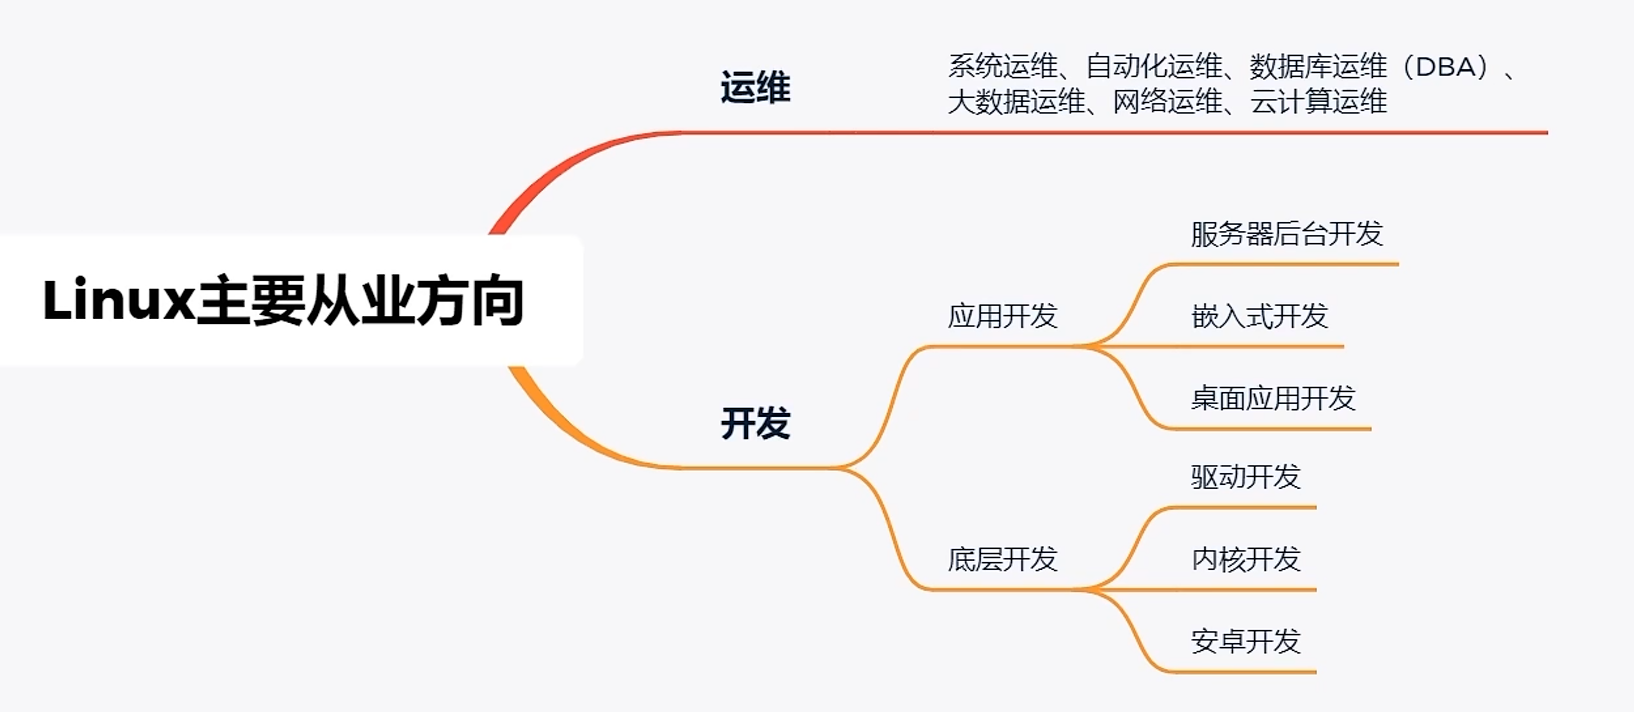 Linux主要从业方向
运维
系统运维、自动化运维、数据库运维（DBA）、
大数据运维、网络运维、云计算运维
开发
应用开发
服务器后台开发
嵌入式开发
桌面应用开发
底层开发
驱动开发
内核开发
安卓开发